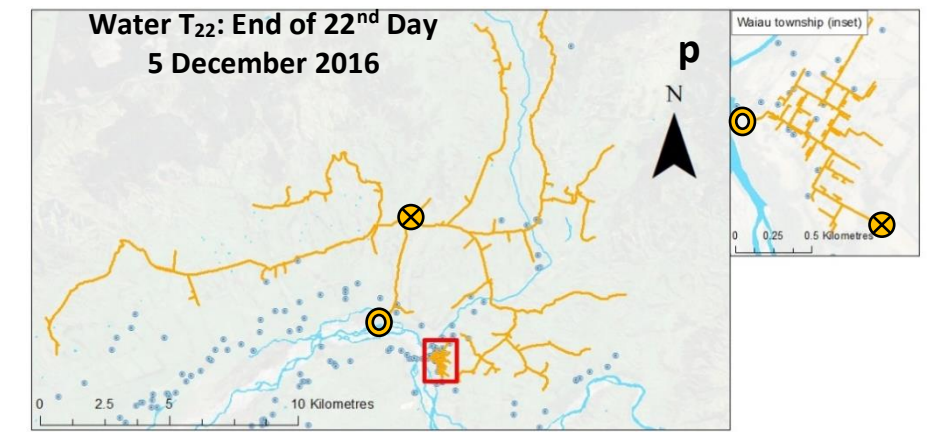 Water T₂₂: End of 22ⁿᵈ Day
5 December 2016
p
N
0 2.5 5 10 Kilometres
Waiau township (inset)
0 0.25 0.5 Kilometres